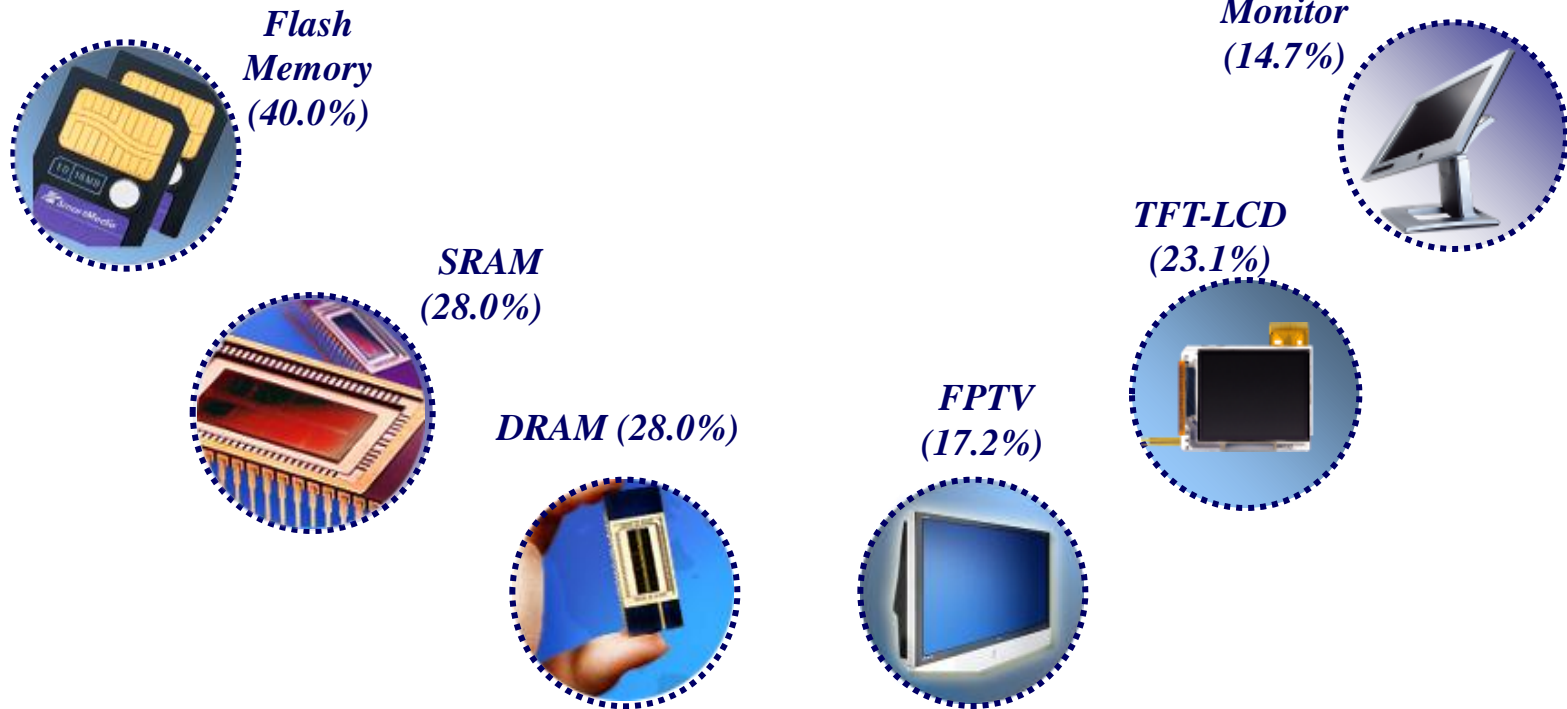 Flash
Memory
(40.0%)
SmartMedia
SRAM
(28.0%)
DRAM (28.0%)
FPTV
(17.2%)
TFT-LCD
(23.1%)
Monitor
(14.7%)